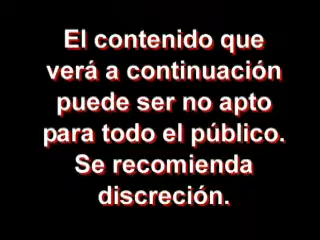 El contenido que
verá a continuación
puede ser no apto
para todo el público.
Se recomienda
discreción.